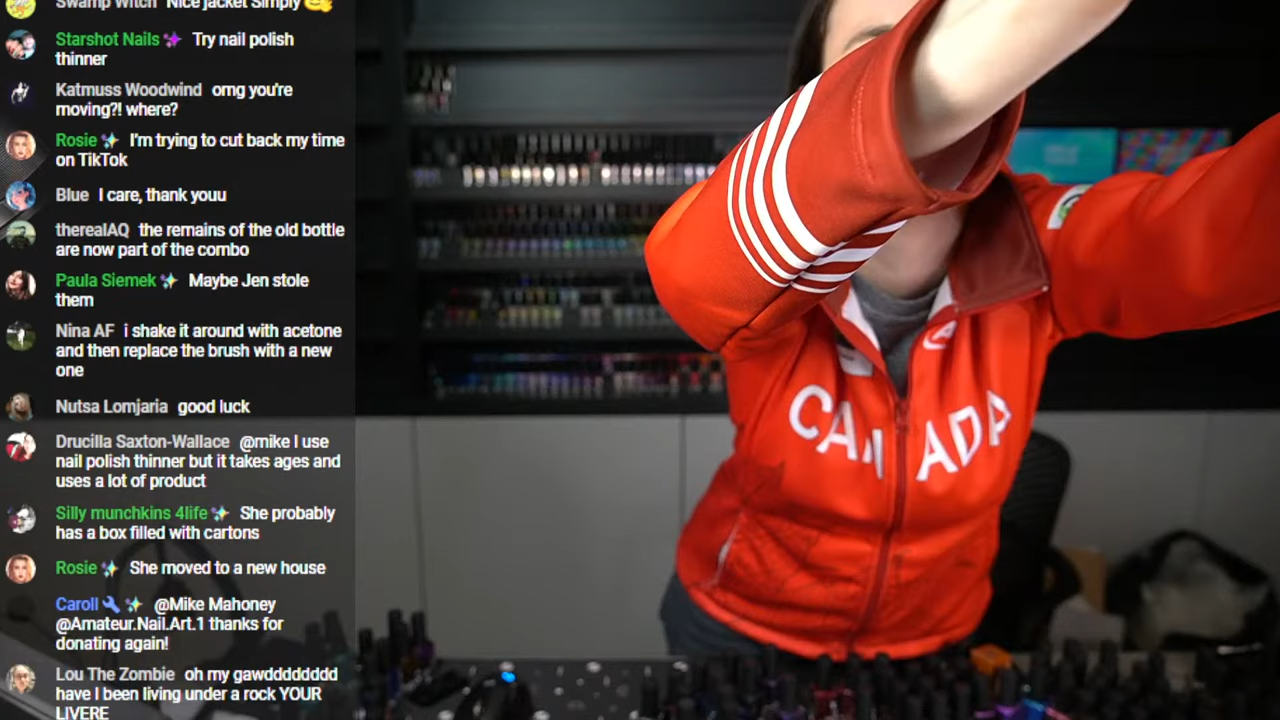 Swamp Witch Nice jacket Simply
Starshot Nails Try nail polish
thinner
Katmuss Woodwind omg you're
moving?! where?
Rosie I'm trying to cut back my time
on TikTok
Blue I care, thank youu
therealAQ the remains of the old bottle
are now part of the combo
Paula Siemek Maybe Jen stole
them
Nina AF i shake it around with acetone
and then replace the brush with a new
one
Nutsa Lomjaria good luck
Drucilla Saxton-Wallace @mike I use
nail polish thinner but it takes ages and
uses a lot of product
Silly munchkins 4life She probably
has a box filled with cartons
Rosie She moved to a new house
Caroll @Mike Mahoney
@Amateur.Nail.Art.1 thanks for
donating again!
Lou The Zombie oh my gawdddddddd
have I been living under a rock YOUR
LIVERE
CANADA